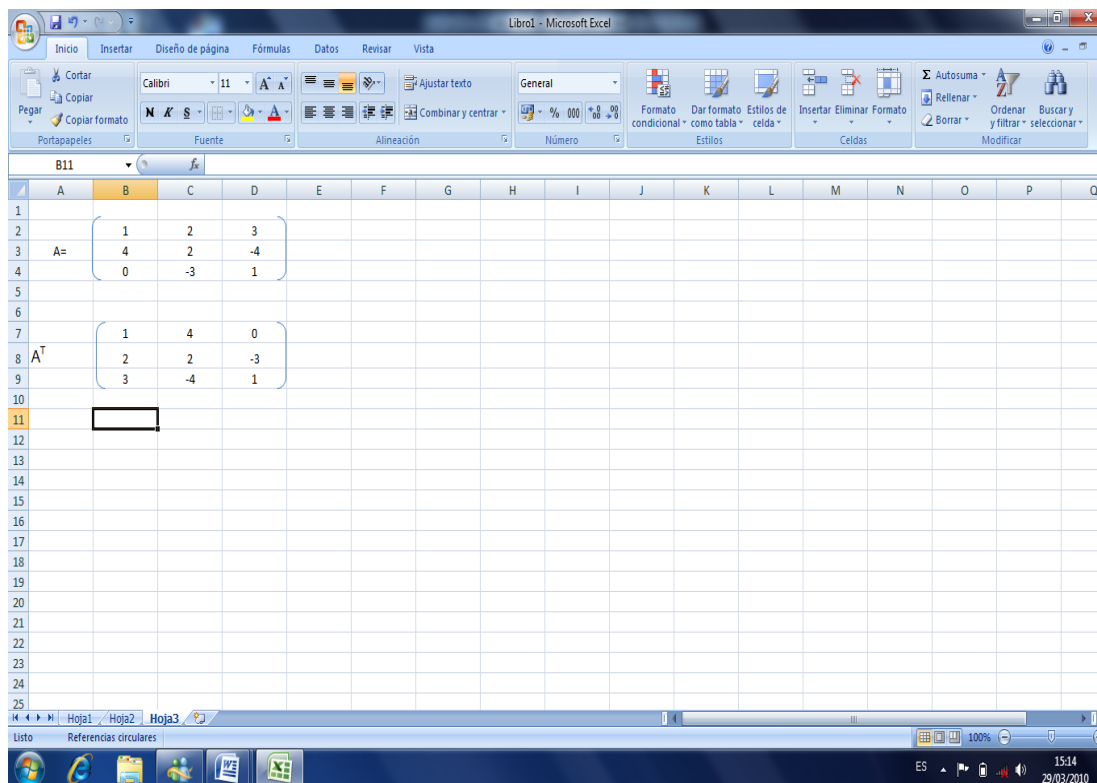 Libro1 - Microsoft Excel
Inicio Insertar Diseño de página Fórmulas Datos Revisar Vista
Pegar
Cortar
Copiar
Copiar formato
Portapapeles
Calibri 11
N K S A
Fuente
Ajustar texto
Combinar y centrar
Alineación
General
% 000
Número
Formato condicional
Dar formato como tabla
Estilos de celda
Estilos
Insertar Eliminar Formato
Celdas
Σ Autosuma
Rellenar
Borrar
Ordenar y filtrar
Buscar y seleccionar
Modificar
B11 fx
A B C D E F G H I J K L M N O P Q
1
2 1 2 3
3 A= 4 2 -4
4 0 -3 1
5
6
7 1 4 0
8 Aᵀ 2 2 -3
9 3 -4 1
10
11
12
13
14
15
16
17
18
19
20
21
22
23
24
25
Hoja1 Hoja2 Hoja3
Listo Referencias circulares 100%
ES 15:14
29/03/2010